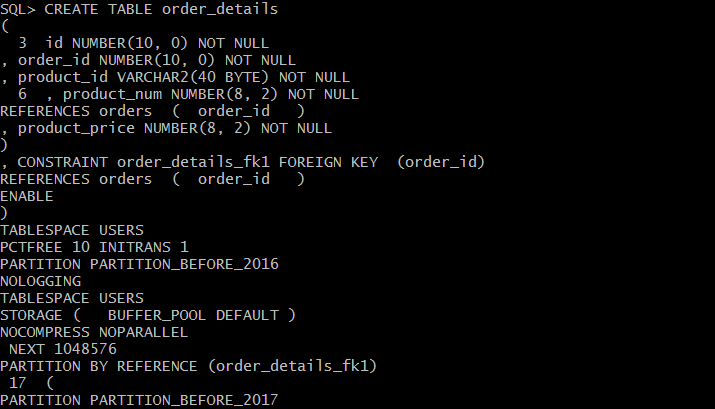 SQL> CREATE TABLE order_details
(
3 id NUMBER(10, 0) NOT NULL
, order_id NUMBER(10, 0) NOT NULL
, product_id VARCHAR2(40 BYTE) NOT NULL
6 , product_num NUMBER(8, 2) NOT NULL
REFERENCES orders ( order_id )
, product_price NUMBER(8, 2) NOT NULL
)
, CONSTRAINT order_details_fk1 FOREIGN KEY (order_id)
REFERENCES orders ( order_id )
ENABLE
)
TABLESPACE USERS
PCTFREE 10 INITRANS 1
PARTITION PARTITION_BEFORE_2016
NOLOGGING
TABLESPACE USERS
STORAGE ( BUFFER_POOL DEFAULT )
NOCOMPRESS NOPARALLEL
NEXT 1048576
PARTITION BY REFERENCE (order_details_fk1)
17 (
PARTITION PARTITION_BEFORE_2017